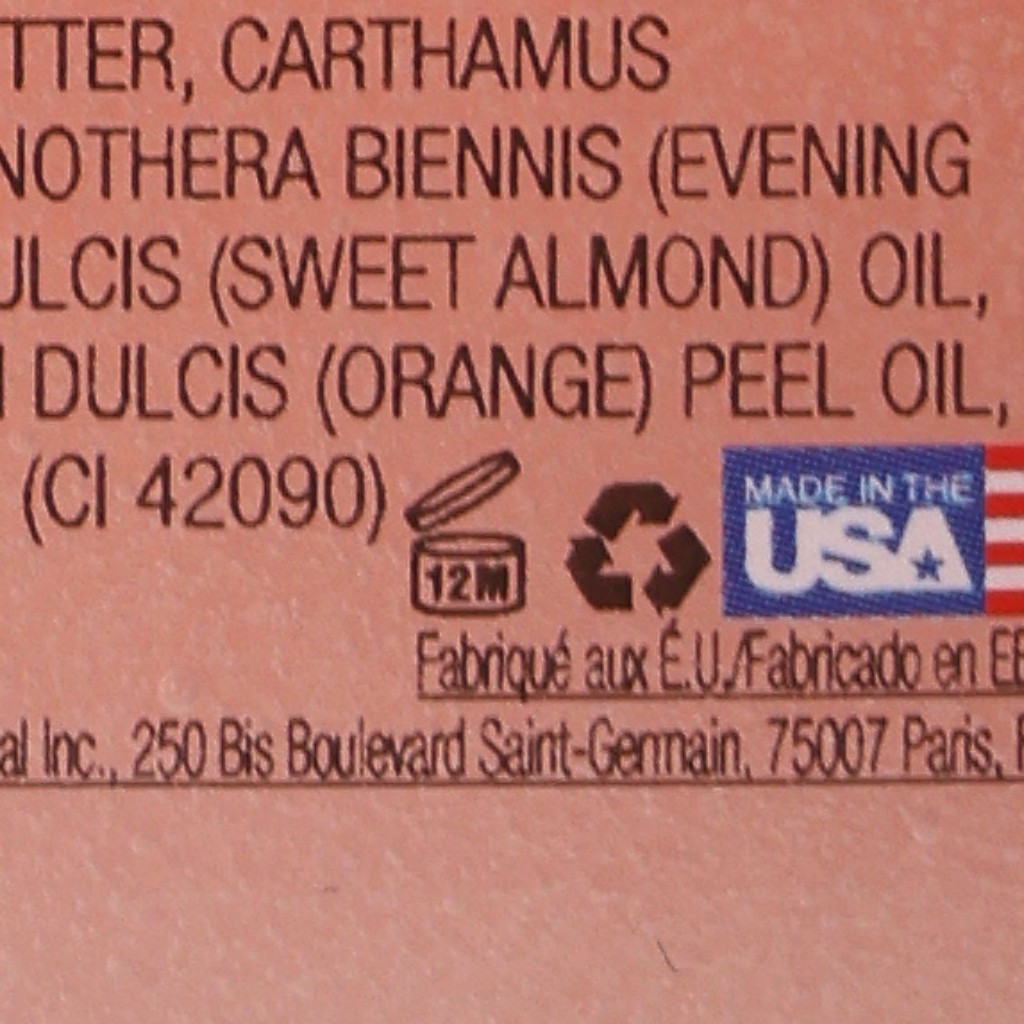 TTER, CARTHAMUS
NOTHERA BIENNIS (EVENING
ULCIS (SWEET ALMOND) OIL,
DULCIS (ORANGE) PEEL OIL,
(CI 42090)
12M
MADE IN THE
USA
Fabriqué aux É.U./Fabricado en EE
al Inc., 250 Bis Boulevard Saint-Germain, 75007 Paris,